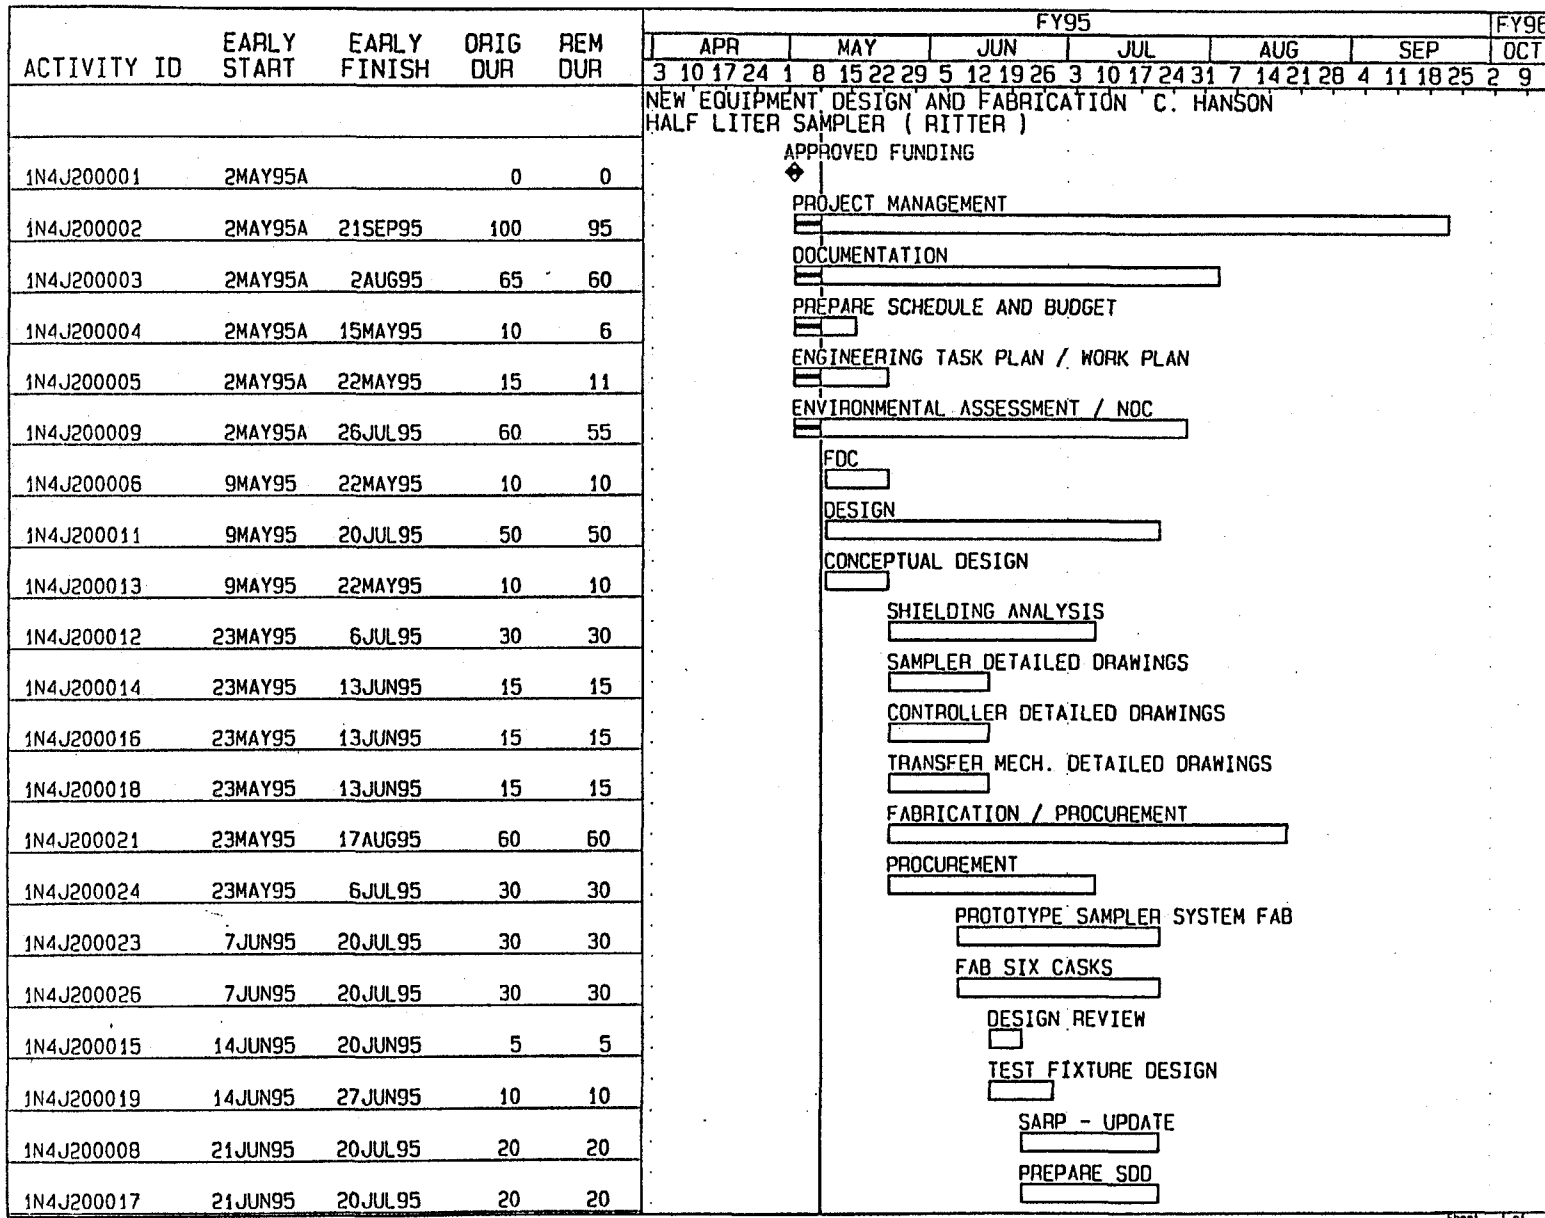 FY95 FY96
EARLY EARLY ORIG REM APR MAY JUN JUL AUG SEP OCT
ACTIVITY ID START FINISH DUR DUR 3 10 17 24 1 8 15 22 29 5 12 19 26 3 10 17 24 31 7 14 21 28 4 11 18 25 2 9
NEW EQUIPMENT DESIGN AND FABRICATION C. HANSON
HALF LITER SAMPLER ( RITTER )
APPROVED FUNDING
1N4J200001 2MAY95A 0 0
PROJECT MANAGEMENT
1N4J200002 2MAY95A 21SEP95 100 95
DOCUMENTATION
1N4J200003 2MAY95A 2AUG95 65 60
PREPARE SCHEDULE AND BUDGET
1N4J200004 2MAY95A 15MAY95 10 6
ENGINEERING TASK PLAN / WORK PLAN
1N4J200005 2MAY95A 22MAY95 15 11
ENVIRONMENTAL ASSESSMENT / NOC
1N4J200009 2MAY95A 26JUL95 60 55
FDC
1N4J200006 9MAY95 22MAY95 10 10
DESIGN
1N4J200011 9MAY95 20JUL95 50 50
CONCEPTUAL DESIGN
1N4J200013 9MAY95 22MAY95 10 10
SHIELDING ANALYSIS
1N4J200012 23MAY95 6JUL95 30 30
SAMPLER DETAILED DRAWINGS
1N4J200014 23MAY95 13JUN95 15 15
CONTROLLER DETAILED DRAWINGS
1N4J200016 23MAY95 13JUN95 15 15
TRANSFER MECH. DETAILED DRAWINGS
1N4J200018 23MAY95 13JUN95 15 15
FABRICATION / PROCUREMENT
1N4J200021 23MAY95 17AUG95 60 60
PROCUREMENT
1N4J200024 23MAY95 6JUL95 30 30
PROTOTYPE SAMPLER SYSTEM FAB
1N4J200023 7JUN95 20JUL95 30 30
FAB SIX CASKS
1N4J200026 7JUN95 20JUL95 30 30
DESIGN REVIEW
1N4J200015 14JUN95 20JUN95 5 5
TEST FIXTURE DESIGN
1N4J200019 14JUN95 27JUN95 10 10
SARP - UPDATE
1N4J200008 21JUN95 20JUL95 20 20
PREPARE SDD
1N4J200017 21JUN95 20JUL95 20 20